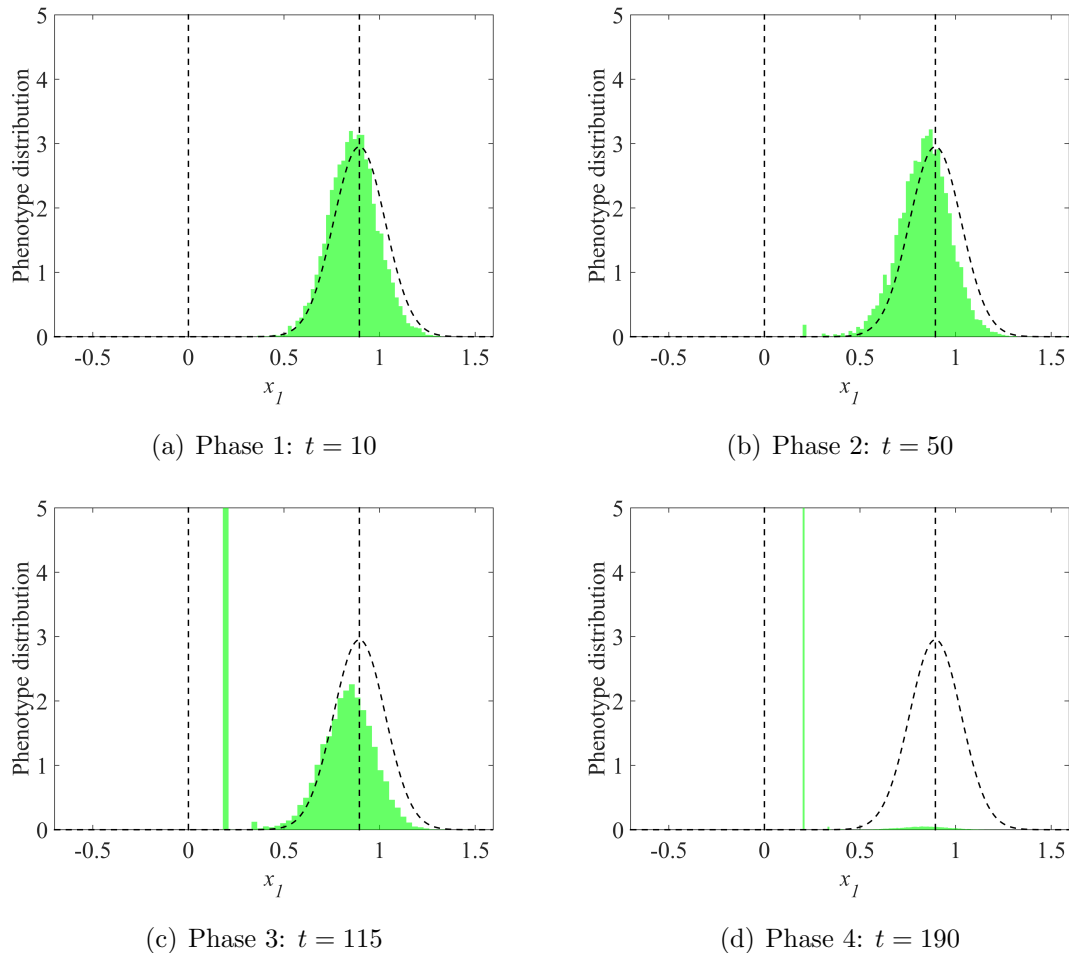 5
4
3
2
1
0
Phenotype distribution
-0.5 0 0.5 1 1.5
x1
(a) Phase 1: t = 10
5
4
3
2
1
0
Phenotype distribution
-0.5 0 0.5 1 1.5
x1
(b) Phase 2: t = 50
5
4
3
2
1
0
Phenotype distribution
-0.5 0 0.5 1 1.5
x1
(c) Phase 3: t = 115
5
4
3
2
1
0
Phenotype distribution
-0.5 0 0.5 1 1.5
x1
(d) Phase 4: t = 190